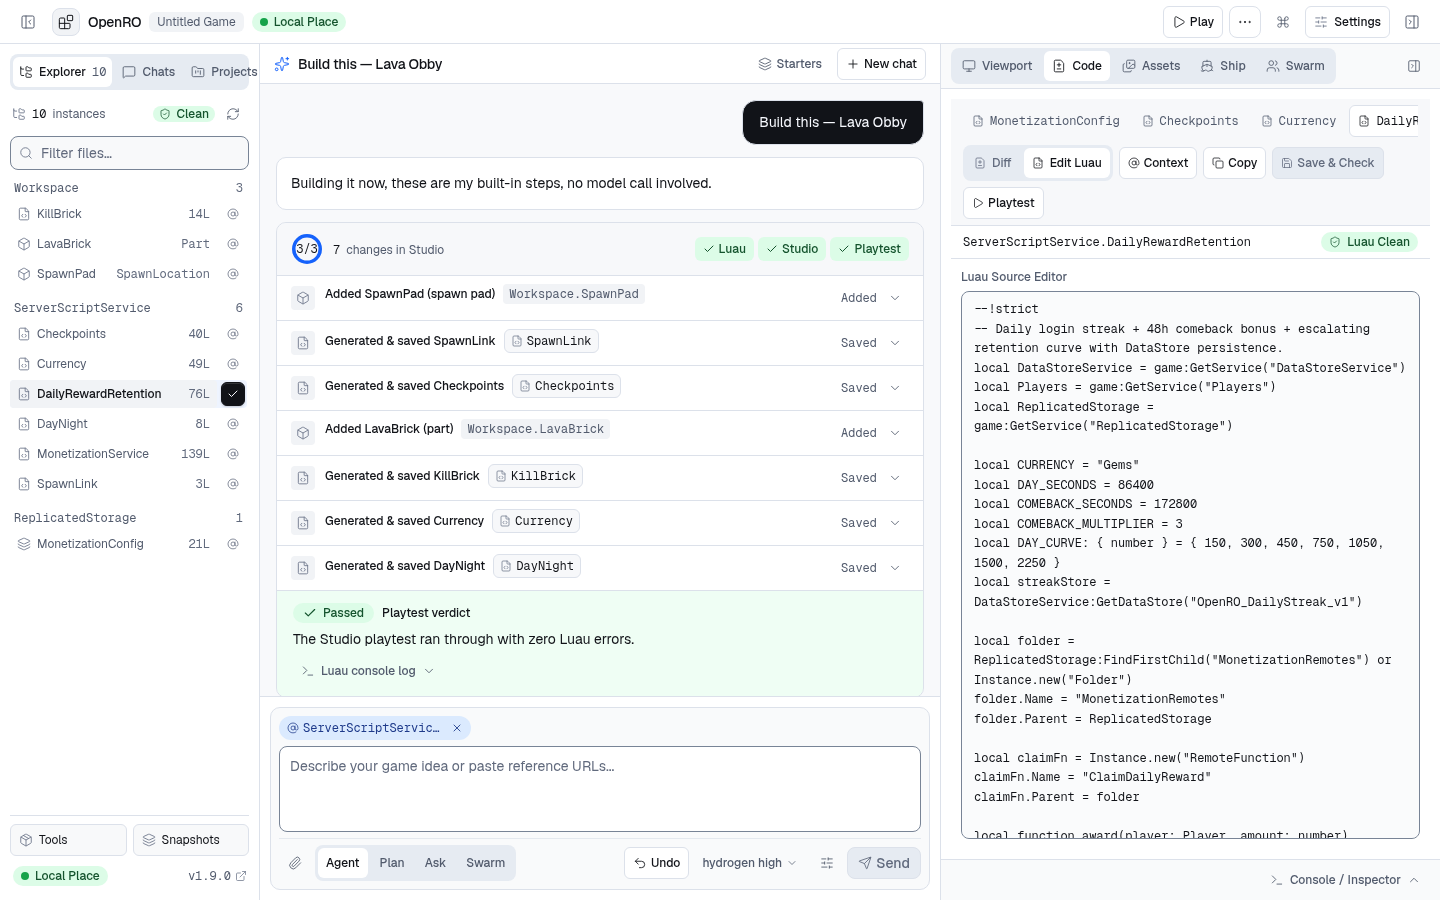 OpenRO
Untitled Game
Local Place
Play
Settings
Explorer 10
Chats
Projects
10 instances
Clean
Filter files...
Workspace 3
KillBrick 14L
LavaBrick Part
SpawnPad SpawnLocation
ServerScriptService 6
Checkpoints 40L
Currency 49L
DailyRewardRetention 76L
DayNight 8L
MonetizationService 139L
SpawnLink 3L
ReplicatedStorage 1
MonetizationConfig 21L
Tools
Snapshots
Local Place
v1.9.0
Build this — Lava Obby
Starters
New chat
Build this — Lava Obby
Building it now, these are my built-in steps, no model call involved.
3/3
7 changes in Studio
Luau
Studio
Playtest
Added SpawnPad (spawn pad) Workspace.SpawnPad Added
Generated & saved SpawnLink SpawnLink Saved
Generated & saved Checkpoints Checkpoints Saved
Added LavaBrick (part) Workspace.LavaBrick Added
Generated & saved KillBrick KillBrick Saved
Generated & saved Currency Currency Saved
Generated & saved DayNight DayNight Saved
Passed Playtest verdict
The Studio playtest ran through with zero Luau errors.
Luau console log
@ ServerScriptServic…
Describe your game idea or paste reference URLs...
Agent
Plan
Ask
Swarm
Undo
hydrogen high
Send
Viewport
Code
Assets
Ship
Swarm
MonetizationConfig
Checkpoints
Currency
DailyR
Diff
Edit Luau
Context
Copy
Save & Check
Playtest
ServerScriptService.DailyRewardRetention
Luau Clean
Luau Source Editor
--!strict
-- Daily login streak + 48h comeback bonus + escalating
retention curve with DataStore persistence.
local DataStoreService = game:GetService("DataStoreService")
local Players = game:GetService("Players")
local ReplicatedStorage =
game:GetService("ReplicatedStorage")
local CURRENCY = "Gems"
local DAY_SECONDS = 86400
local COMEBACK_SECONDS = 172800
local COMEBACK_MULTIPLIER = 3
local DAY_CURVE: { number } = { 150, 300, 450, 750, 1050,
1500, 2250 }
local streakStore =
DataStoreService:GetDataStore("OpenRO_DailyStreak_v1")
local folder =
ReplicatedStorage:FindFirstChild("MonetizationRemotes") or
Instance.new("Folder")
folder.Name = "MonetizationRemotes"
folder.Parent = ReplicatedStorage
local claimFn = Instance.new("RemoteFunction")
claimFn.Name = "ClaimDailyReward"
claimFn.Parent = folder
local function award(player: Player, amount: number)
Console / Inspector